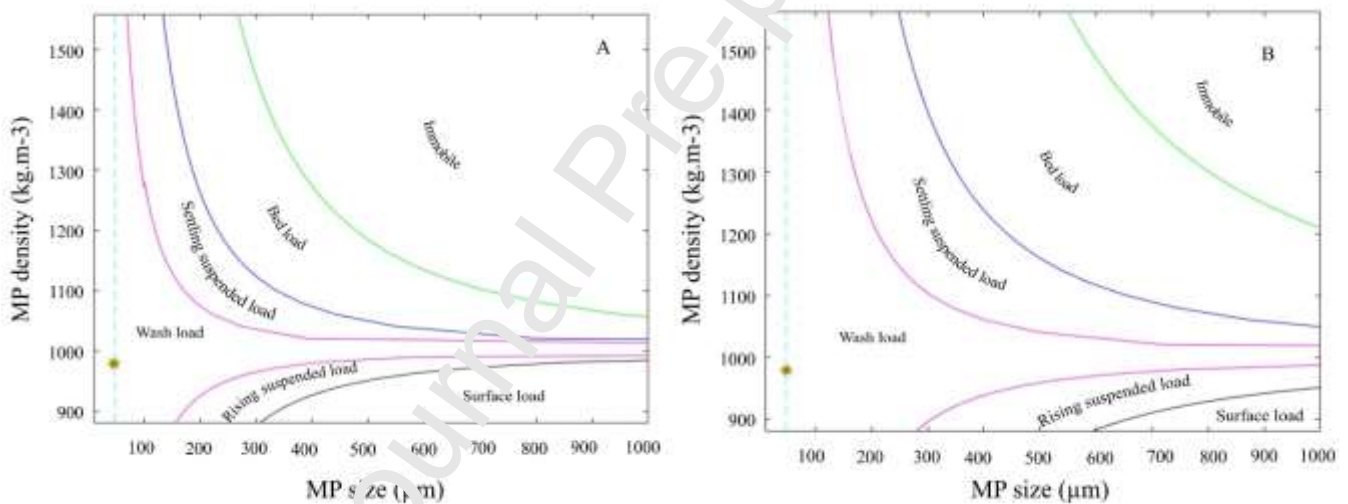 A
1500
1400
1300
1200
1100
1000
900
MP density (kg.m-3)
Immobile
Bed load
Settling suspended load
Wash load
Rising suspended load
Surface load
100 200 300 400 500 600 700 800 900 1000
MP size (μm)
B
1500
1400
1300
1200
1100
1000
900
MP density (kg.m-3)
Immobile
Bed load
Settling suspended load
Wash load
Rising suspended load
Surface load
100 200 300 400 500 600 700 800 900 1000
MP size (μm)
Journal Pre-p